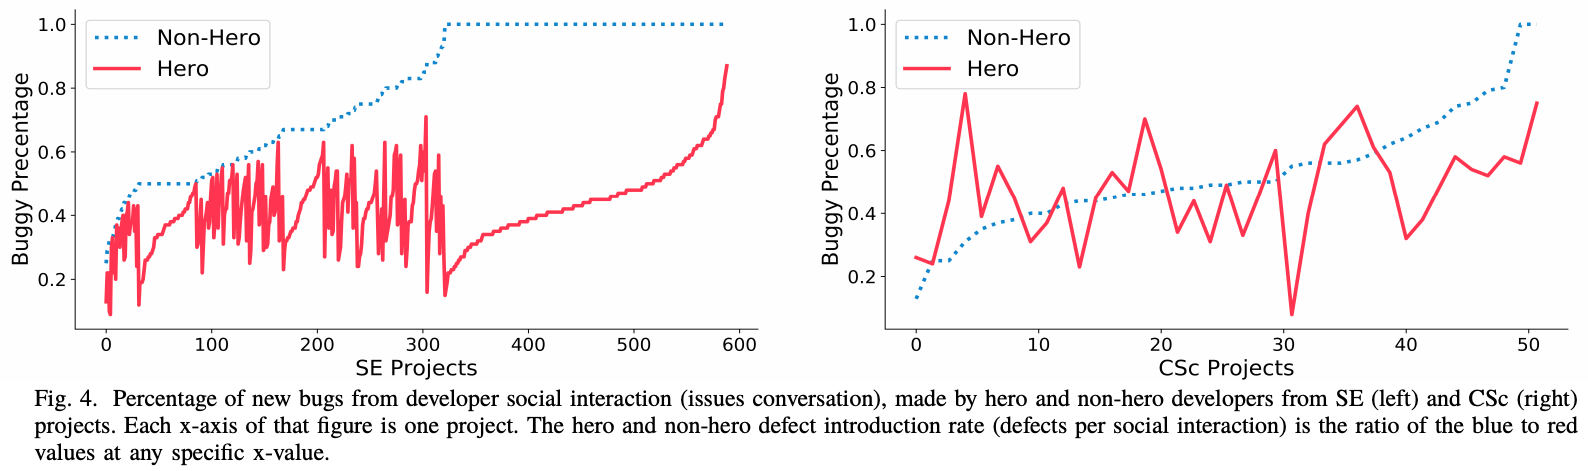 1.0
0.8
0.6
0.4
0.2
Buggy Precentage
Non-Hero
Hero
0 100 200 300 400 500 600
SE Projects
1.0
0.8
0.6
0.4
0.2
Buggy Precentage
Non-Hero
Hero
0 10 20 30 40 50
CSc Projects
Fig. 4. Percentage of new bugs from developer social interaction (issues conversation), made by hero and non-hero developers from SE (left) and CSc (right)
projects. Each x-axis of that figure is one project. The hero and non-hero defect introduction rate (defects per social interaction) is the ratio of the blue to red
values at any specific x-value.